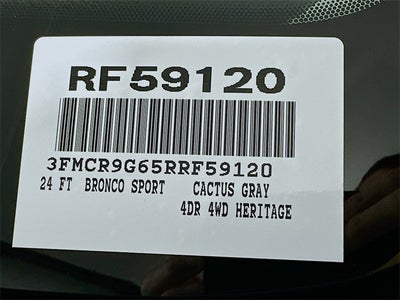 RF59120
3FMCR9G65RRF59120
24 FT BRONCO SPORT CACTUS GRAY
4DR 4WD HERITAGE